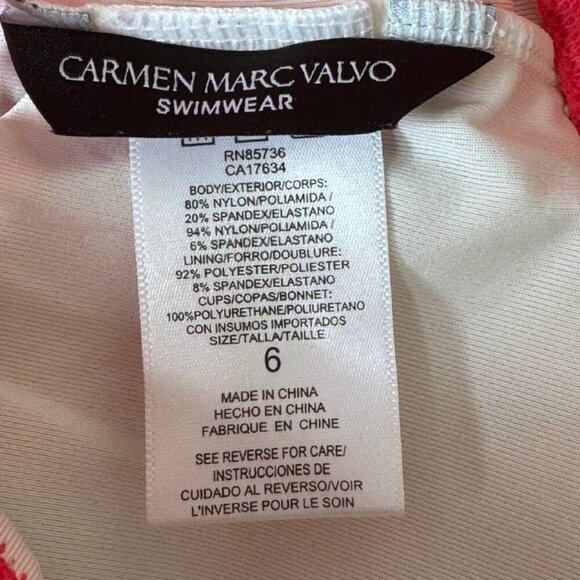 CARMEN MARC VALVO
SWIMWEAR
RN85736
CA17634
BODY/EXTERIOR/CORPS:
80% NYLON/POLIAMIDA/
20% SPANDEX/ELASTANO
94% NYLON/POLIAMIDA/
6% SPANDEX/ELASTANO
LINING/FORRO/DOUBLURE:
92% POLYESTER/POLIESTER
8% SPANDEX/ELASTANO
CUPS/COPAS/BONNET:
100%POLYURETHANE/POLIURETANO
CON INSUMOS IMPORTADOS
SIZE/TALLA/TAILLE
6
MADE IN CHINA
HECHO EN CHINA
FABRIQUE EN CHINE
SEE REVERSE FOR CARE/
INSTRUCCIONES DE
CUIDADO AL REVERSO/VOIR
L'INVERSE POUR LE SOIN